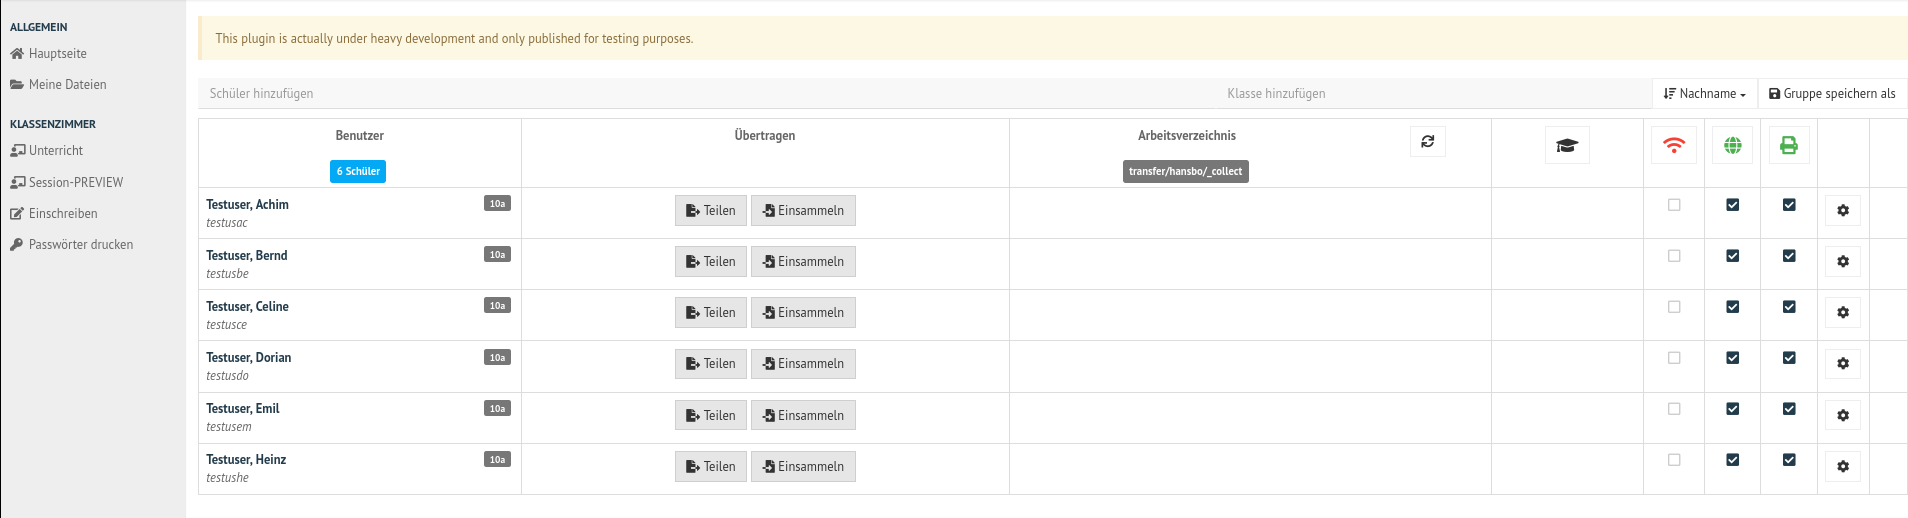 ALLGEMEIN
Hauptseite
Meine Dateien
KLASSENZIMMER
Unterricht
Session-PREVIEW
Einschreiben
Passwörter drucken
This plugin is actually under heavy development and only published for testing purposes.
Schüler hinzufügen Klasse hinzufügen Nachname Gruppe speichern als
Benutzer Übertragen Arbeitsverzeichnis
6 Schüler transfer/hansbo/_collect
Testuser, Achim 10a Teilen Einsammeln
testusac
Testuser, Bernd 10a Teilen Einsammeln
testusbe
Testuser, Celine 10a Teilen Einsammeln
testusce
Testuser, Dorian 10a Teilen Einsammeln
testusdo
Testuser, Emil 10a Teilen Einsammeln
testusem
Testuser, Heinz 10a Teilen Einsammeln
testushe